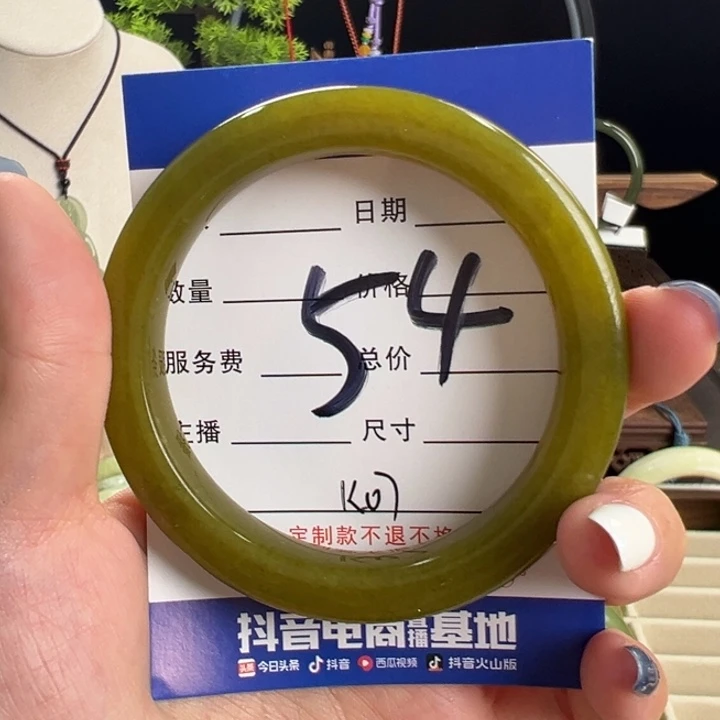 日期
数量 价格
服务费 总价
主播 尺寸
54
K07
定制款不退不换
抖音电商直播基地
头条 今日头条 抖音 西瓜视频 抖音火山版